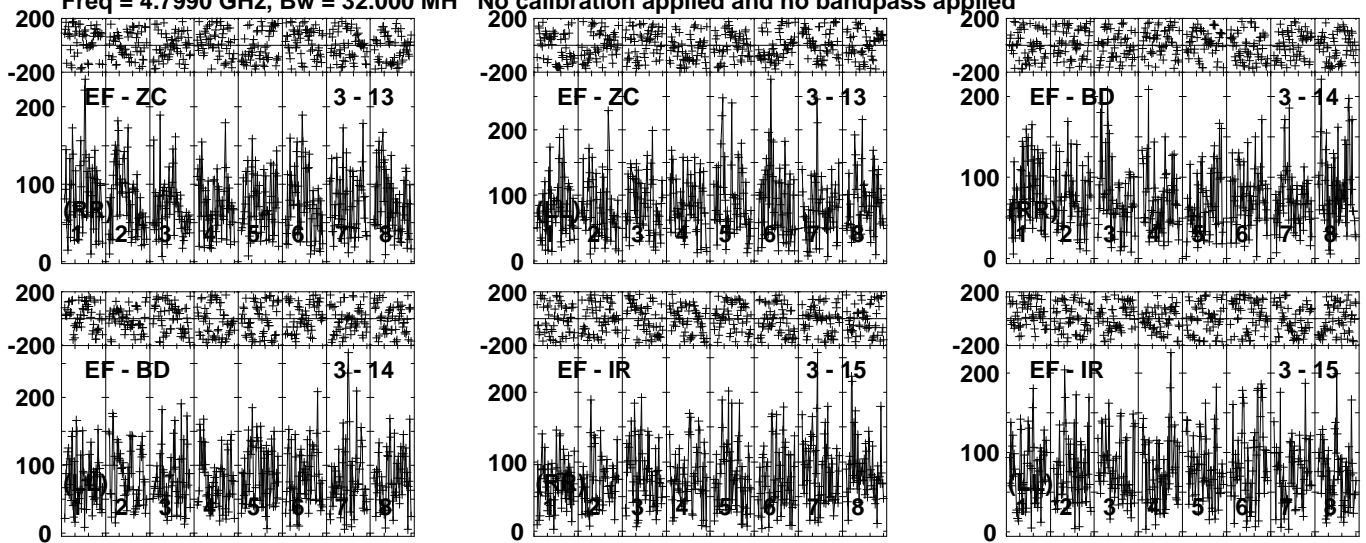 Freq = 4.7990 GHz, Bw = 32.000 MH No calibration applied and no bandpass applied
200
-200
EF - ZC 3 - 13
200
100
0
(RR)
1 2 3 4 5 6 7 8
EF - ZC 3 - 13
200
100
0
(LL)
1 2 3 4 5 6 7 8
200
-200
EF - BD 3 - 14
200
100
0
(RR)
1 2 3 4 5 6 7 8
200
-200
EF - BD 3 - 14
200
100
0
(LL)
1 2 3 4 5 6 7 8
EF - IR 3 - 15
200
100
0
(RR)
1 2 3 4 5 6 7 8
200
-200
EF - IR 3 - 15
200
100
0
(LL)
1 2 3 4 5 6 7 8